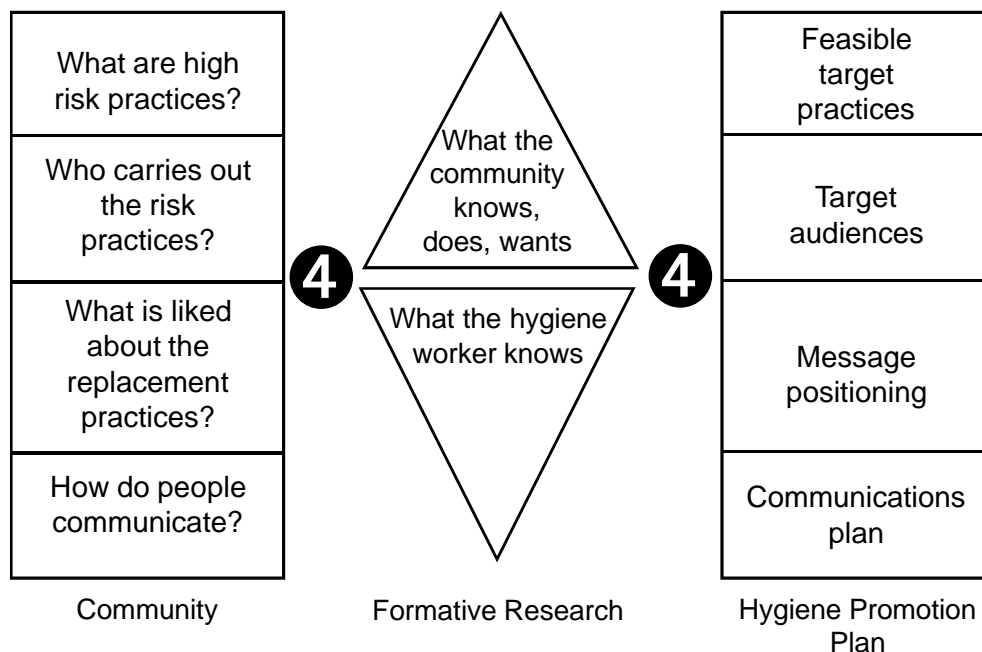 What are high
risk practices?
Who carries out
the risk
practices?
What is liked
about the
replacement
practices?
How do people
communicate?
Community
4
What the
community
knows,
does, wants
What the hygiene
worker knows
Formative Research
4
Feasible
target
practices
Target
audiences
Message
positioning
Communications
plan
Hygiene Promotion
Plan